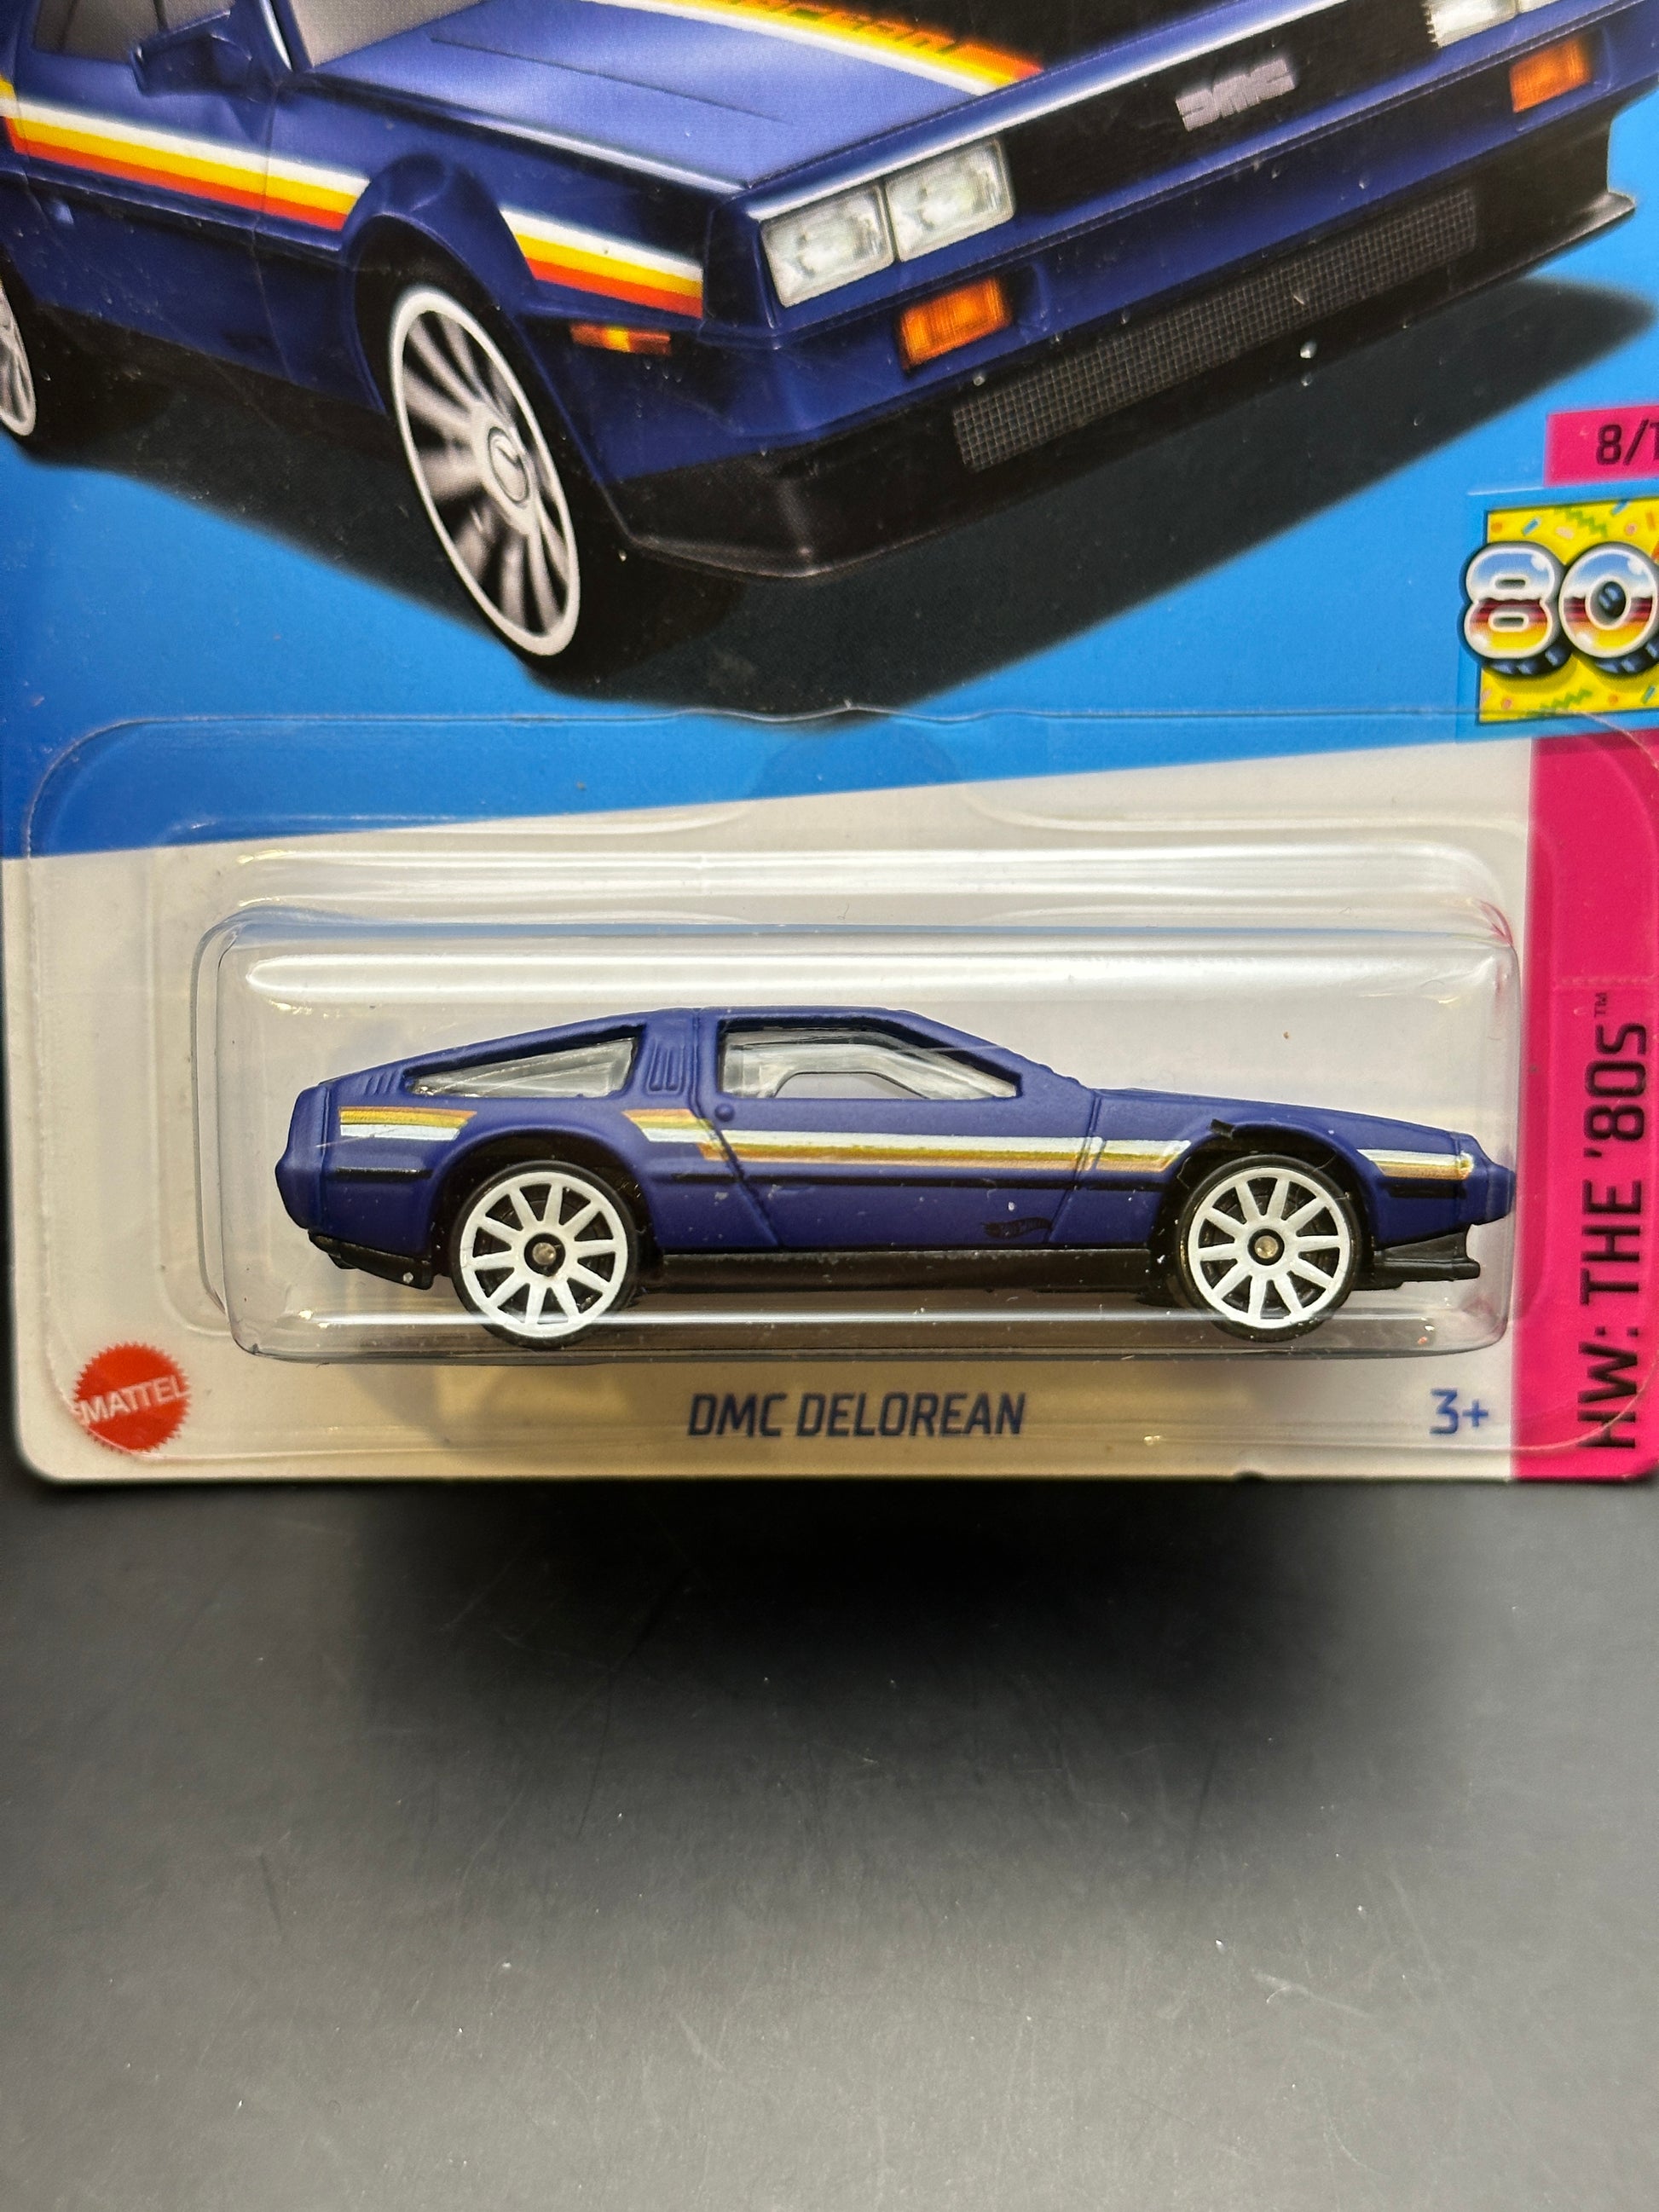 DMC
8/1
80
HW: THE '80s™
MATTEL
DMC DELOREAN
3+